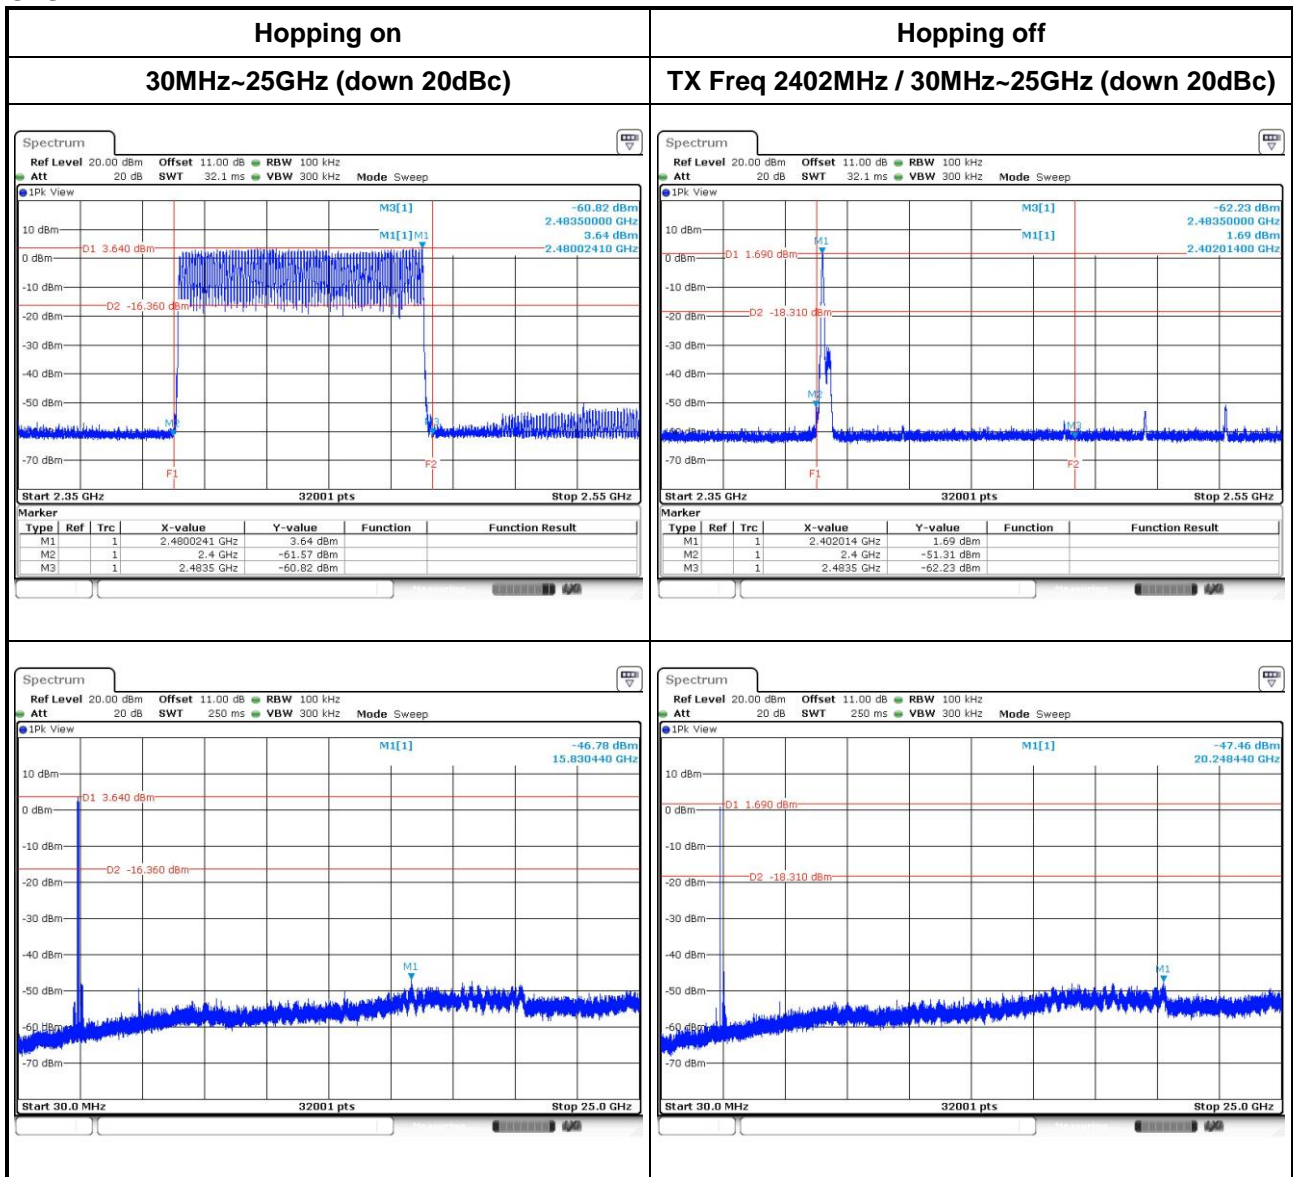 Hopping on
Hopping off
30MHz~25GHz (down 20dBc)
TX Freq 2402MHz / 30MHz~25GHz (down 20dBc)
Spectrum
Ref Level 20.00 dBm Offset 11.00 dB RBW 100 kHz
Att 20 dB SWT 32.1 ms VBW 300 kHz Mode Sweep
1Pk View
M3[1] -60.82 dBm
2.48350000 GHz
10 dBm
M1[1] M1 3.64 dBm
D1 3.640 dBm
2.48002410 GHz
0 dBm
-10 dBm
D2 -16.360 dBm
-20 dBm
-30 dBm
-40 dBm
-50 dBm
-70 dBm
F1
F2
Start 2.35 GHz 32001 pts Stop 2.55 GHz
Marker
Type Ref Trc X-value Y-value Function Function Result
M1 1 2.4800241 GHz 3.64 dBm
M2 1 2.4 GHz -61.57 dBm
M3 1 2.4835 GHz -60.82 dBm
Spectrum
Ref Level 20.00 dBm Offset 11.00 dB RBW 100 kHz
Att 20 dB SWT 32.1 ms VBW 300 kHz Mode Sweep
1Pk View
M3[1] -62.23 dBm
2.48350000 GHz
10 dBm
M1[1] 1.69 dBm
M1
2.40201400 GHz
0 dBm
D1 1.690 dBm
-10 dBm
D2 -18.310 dBm
-20 dBm
-30 dBm
-40 dBm
M2
-50 dBm
M3
-70 dBm
F1
F2
Start 2.35 GHz 32001 pts Stop 2.55 GHz
Marker
Type Ref Trc X-value Y-value Function Function Result
M1 1 2.402014 GHz 1.69 dBm
M2 1 2.4 GHz -51.31 dBm
M3 1 2.4835 GHz -62.23 dBm
Spectrum
Ref Level 20.00 dBm Offset 11.00 dB RBW 100 kHz
Att 20 dB SWT 250 ms VBW 300 kHz Mode Sweep
1Pk View
M1[1] -46.78 dBm
15.830440 GHz
10 dBm
D1 3.640 dBm
0 dBm
-10 dBm
D2 -16.360 dBm
-20 dBm
-30 dBm
-40 dBm
M1
-50 dBm
-60 dBm
-70 dBm
Start 30.0 MHz 32001 pts Stop 25.0 GHz
Spectrum
Ref Level 20.00 dBm Offset 11.00 dB RBW 100 kHz
Att 20 dB SWT 250 ms VBW 300 kHz Mode Sweep
1Pk View
M1[1] -47.46 dBm
20.248440 GHz
10 dBm
D1 1.690 dBm
0 dBm
-10 dBm
D2 -18.310 dBm
-20 dBm
-30 dBm
-40 dBm
M1
-50 dBm
-60 dBm
-70 dBm
Start 30.0 MHz 32001 pts Stop 25.0 GHz